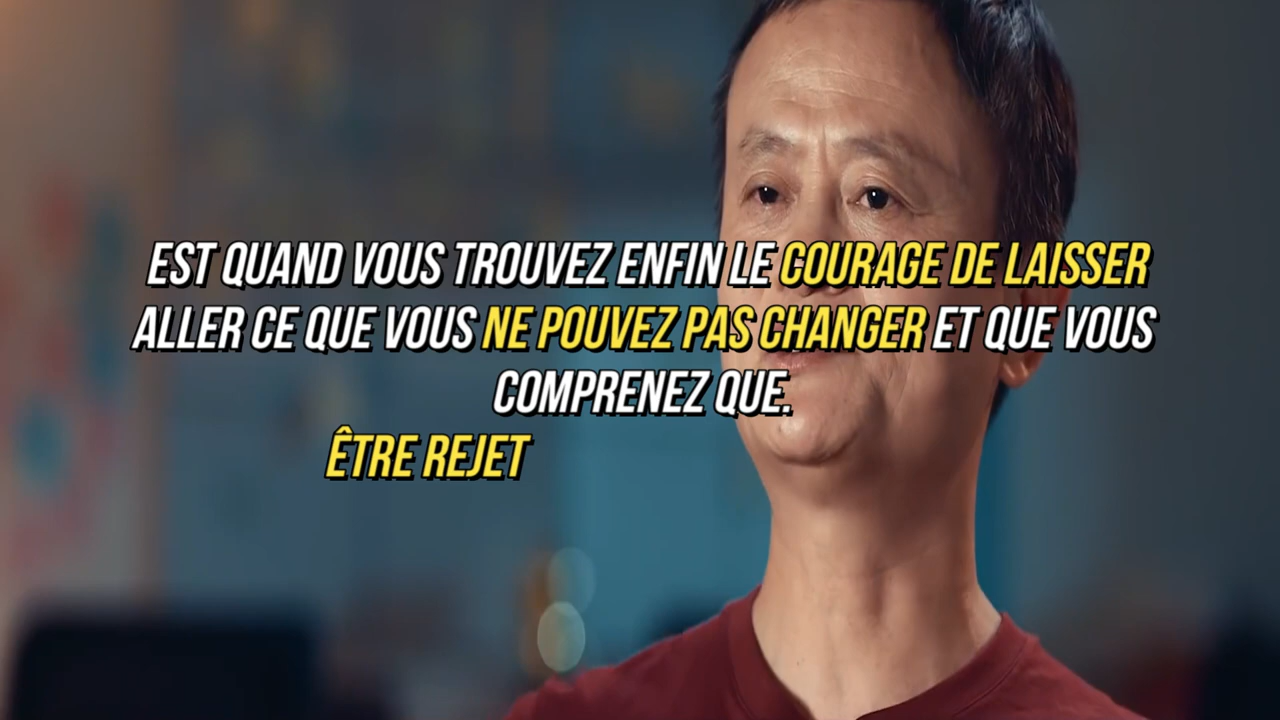 EST QUAND VOUS TROUVEZ ENFIN LE COURAGE DE LAISSER
ALLER CE QUE VOUS NE POUVEZ PAS CHANGER ET QUE VOUS
COMPRENEZ QUE.
ÊTRE REJET